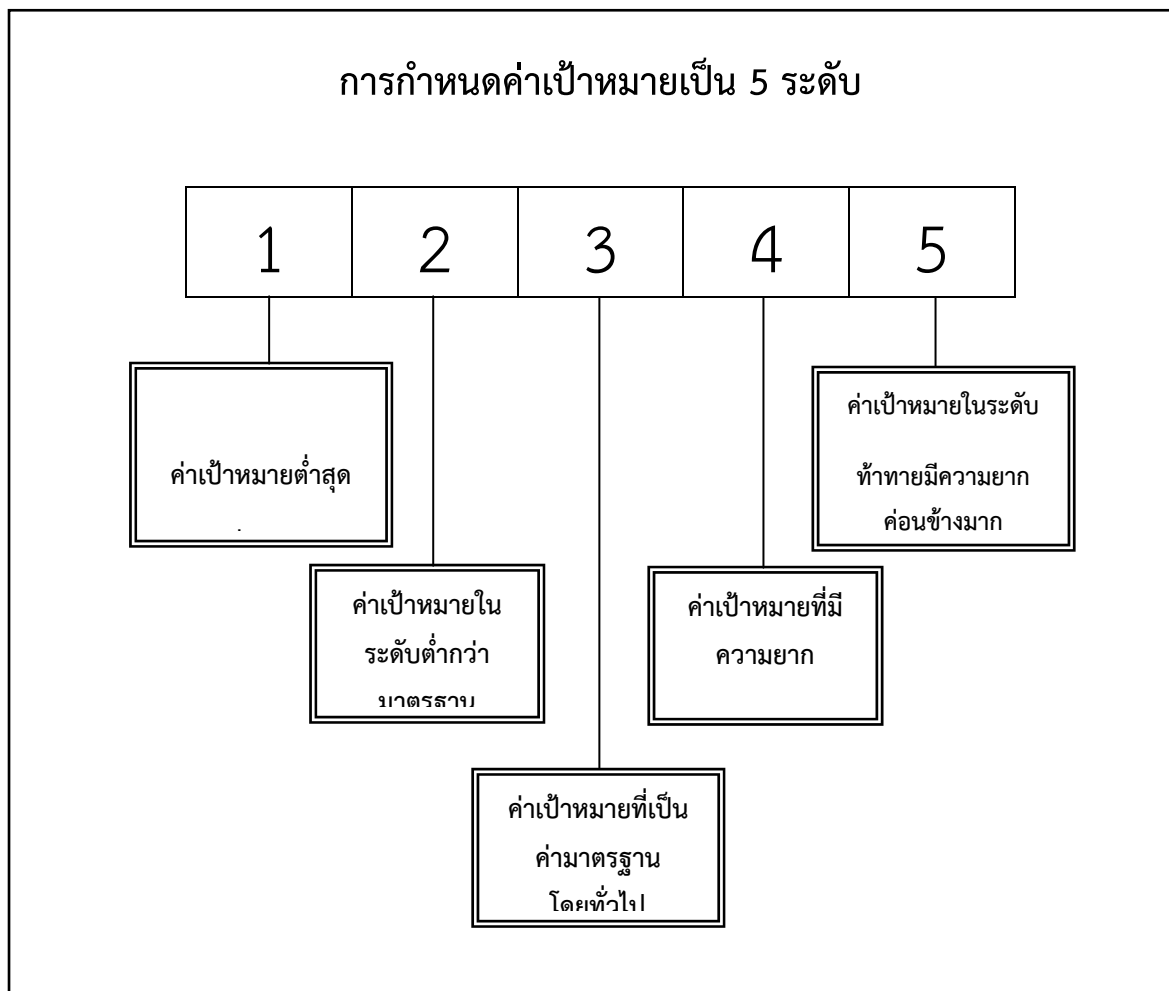 การกำหนดค่าเป้าหมายเป็น 5 ระดับ
1 2 3 4 5
ค่าเป้าหมายต่ำสุด
ค่าเป้าหมายใน
ระดับต่ำกว่า
มาตรฐาน
ค่าเป้าหมายที่เป็น
ค่ามาตรฐาน
โดยทั่วไป
ค่าเป้าหมายที่มี
ความยาก
ค่าเป้าหมายในระดับ
ท้าทายมีความยาก
ค่อนข้างมาก